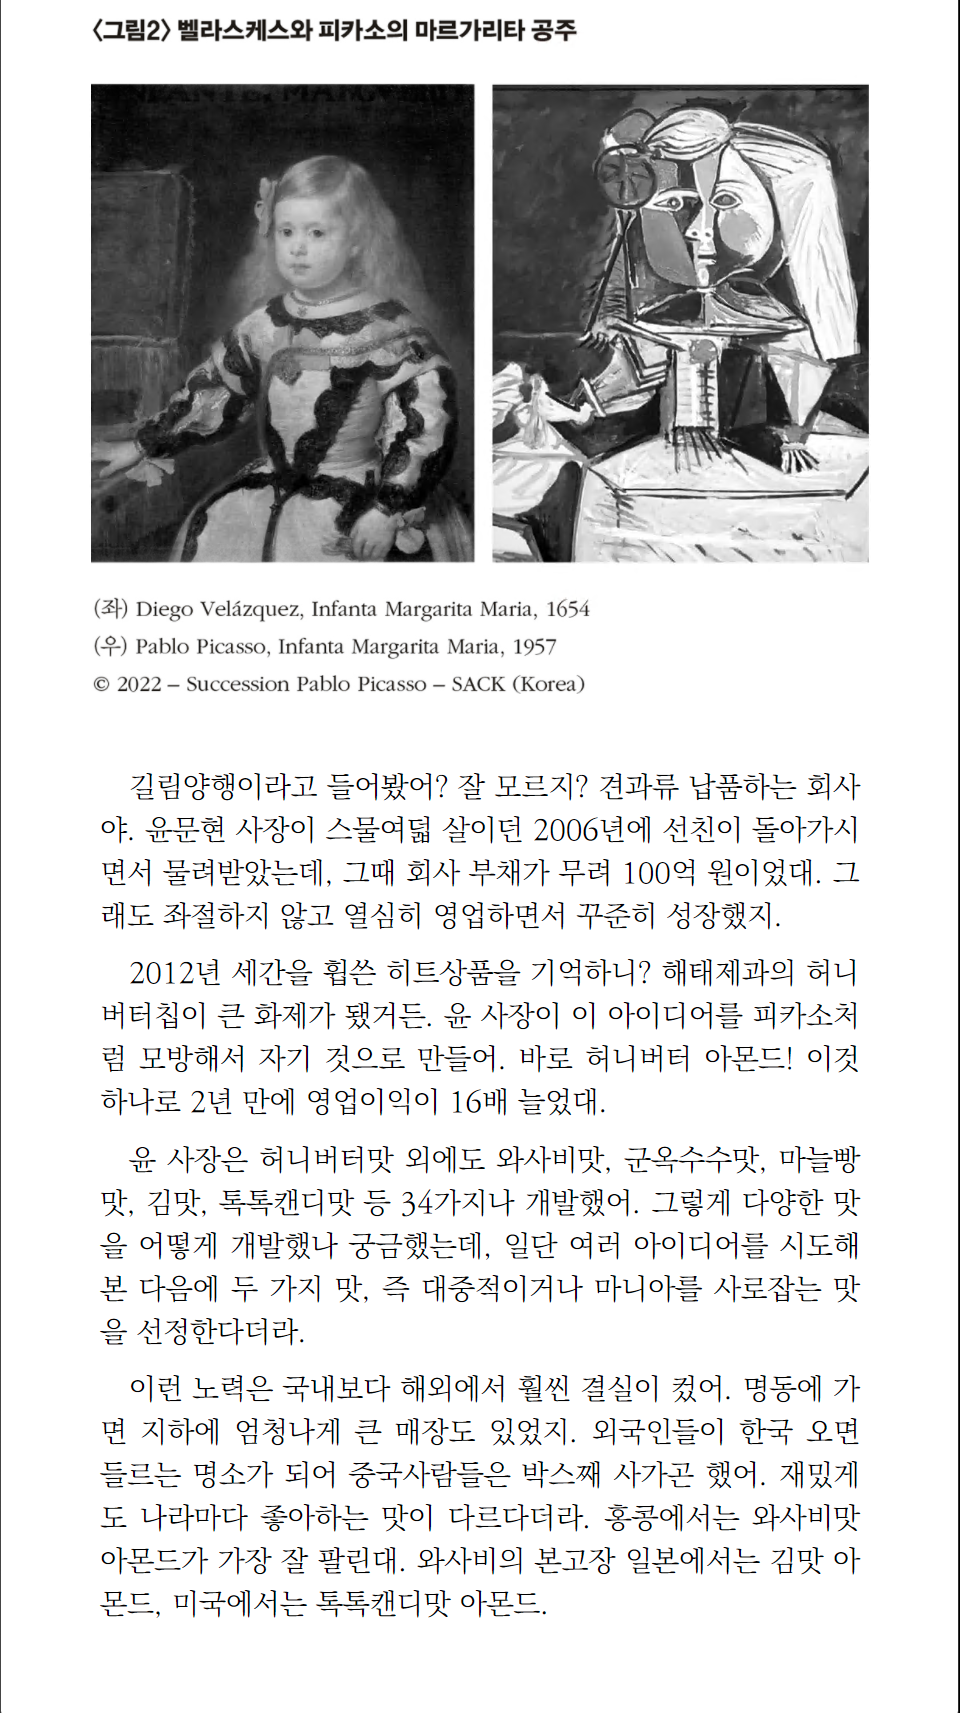 〈그림2〉 벨라스케스와 피카소의 마르가리타 공주
(좌) Diego Velázquez, Infanta Margarita Maria, 1654
(우) Pablo Picasso, Infanta Margarita Maria, 1957
© 2022 – Succession Pablo Picasso – SACK (Korea)
길림양행이라고 들어봤어? 잘 모르지? 견과류 납품하는 회사
야. 윤문현 사장이 스물여덟 살이던 2006년에 선친이 돌아가시
면서 물려받았는데, 그때 회사 부채가 무려 100억 원이었대. 그
래도 좌절하지 않고 열심히 영업하면서 꾸준히 성장했지.
2012년 세간을 휩쓴 히트상품을 기억하니? 해태제과의 허니
버터칩이 큰 화제가 됐거든. 윤 사장이 이 아이디어를 피카소처
럼 모방해서 자기 것으로 만들어. 바로 허니버터 아몬드! 이것
하나로 2년 만에 영업이익이 16배 늘었대.
윤 사장은 허니버터맛 외에도 와사비맛, 군옥수수맛, 마늘빵
맛, 김맛, 톡톡캔디맛 등 34가지나 개발했어. 그렇게 다양한 맛
을 어떻게 개발했나 궁금했는데, 일단 여러 아이디어를 시도해
본 다음에 두 가지 맛, 즉 대중적이거나 마니아를 사로잡는 맛
을 선정한다더라.
이런 노력은 국내보다 해외에서 훨씬 결실이 컸어. 명동에 가
면 지하에 엄청나게 큰 매장도 있었지. 외국인들이 한국 오면
들르는 명소가 되어 중국사람들은 박스째 사가곤 했어. 재밌게
도 나라마다 좋아하는 맛이 다르다더라. 홍콩에서는 와사비맛
아몬드가 가장 잘 팔린대. 와사비의 본고장 일본에서는 김맛 아
몬드, 미국에서는 톡톡캔디맛 아몬드.